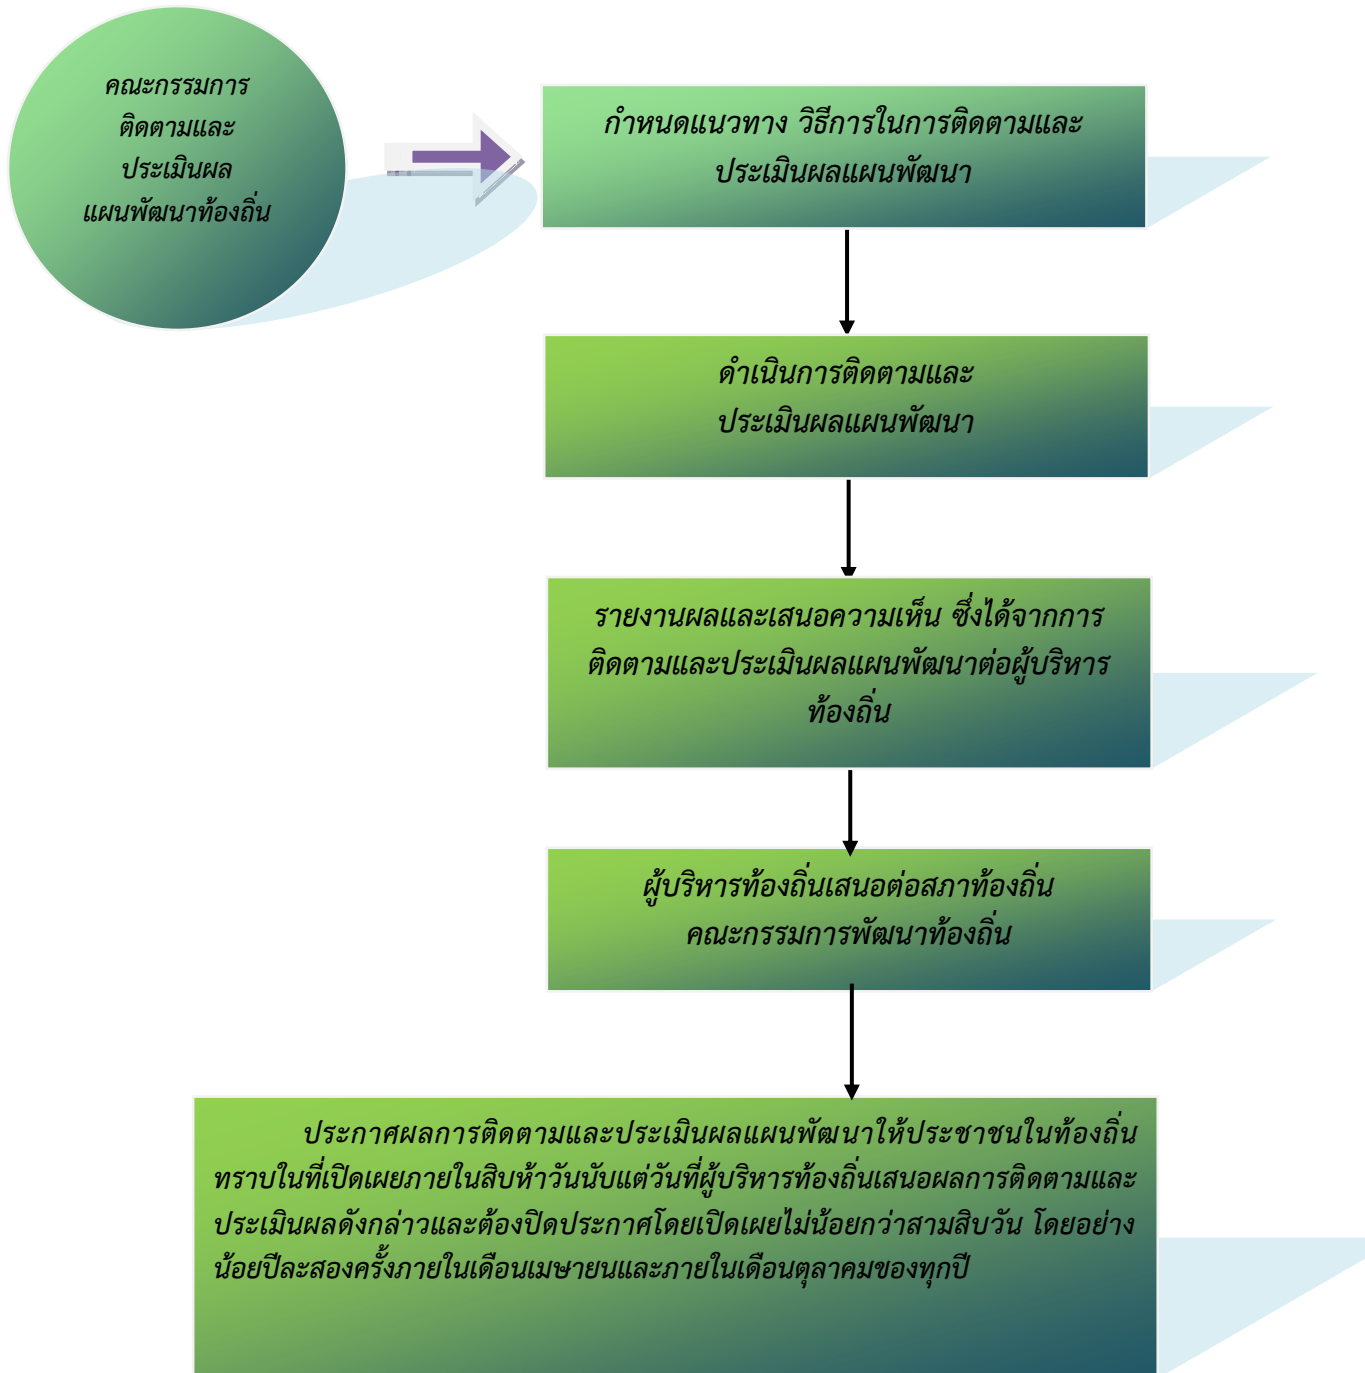 คณะกรรมการ
ติดตามและ
ประเมินผล
แผนพัฒนาท้องถิ่น
กำหนดแนวทาง วิธีการในการติดตามและ
ประเมินผลแผนพัฒนา
ดำเนินการติดตามและ
ประเมินผลแผนพัฒนา
รายงานผลและเสนอความเห็น ซึ่งได้จากการ
ติดตามและประเมินผลแผนพัฒนาต่อผู้บริหาร
ท้องถิ่น
ผู้บริหารท้องถิ่นเสนอต่อสภาท้องถิ่น
คณะกรรมการพัฒนาท้องถิ่น
ประกาศผลการติดตามและประเมินผลแผนพัฒนาให้ประชาชนในท้องถิ่น
ทราบในที่เปิดเผยภายในสิบห้าวันนับแต่วันที่ผู้บริหารท้องถิ่นเสนอผลการติดตามและ
ประเมินผลดังกล่าวและต้องปิดประกาศโดยเปิดเผยไม่น้อยกว่าสามสิบวัน โดยอย่าง
น้อยปีละสองครั้งภายในเดือนเมษายนและภายในเดือนตุลาคมของทุกปี